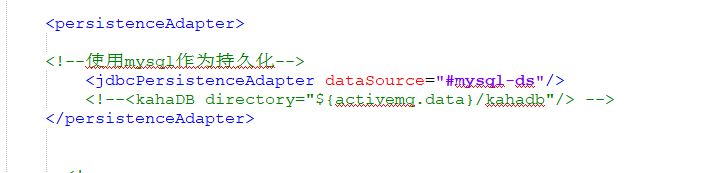 <persistenceAdapter>
<!--使用mysql作为持久化-->
<jdbcPersistenceAdapter dataSource="#mysql-ds"/>
<!--<kahaDB directory="${activemq.data}/kahadb"/> -->
</persistenceAdapter>